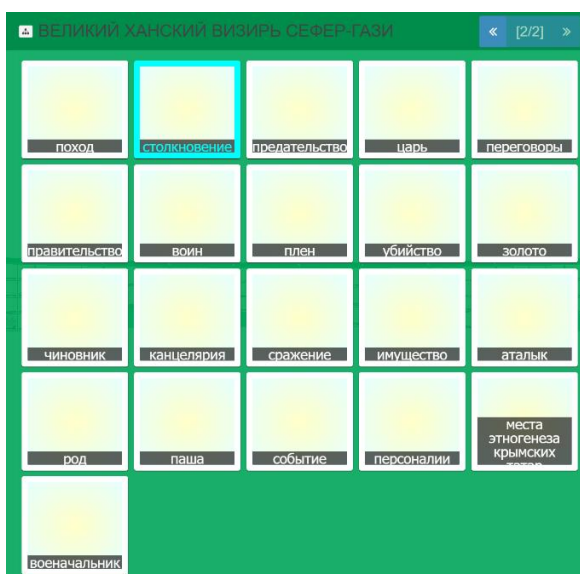 ВЕЛИКИЙ ХАНСКИЙ ВИЗИРЬ СЕФЕР-ГАЗИ
« [2/2] »
поход столкновение предательство царь переговоры
правительство воин плен убийство золото
чиновник канцелярия сражение имущество аталык
род паша событие персоналии места
этногенеза
крымских
татар
военачальник